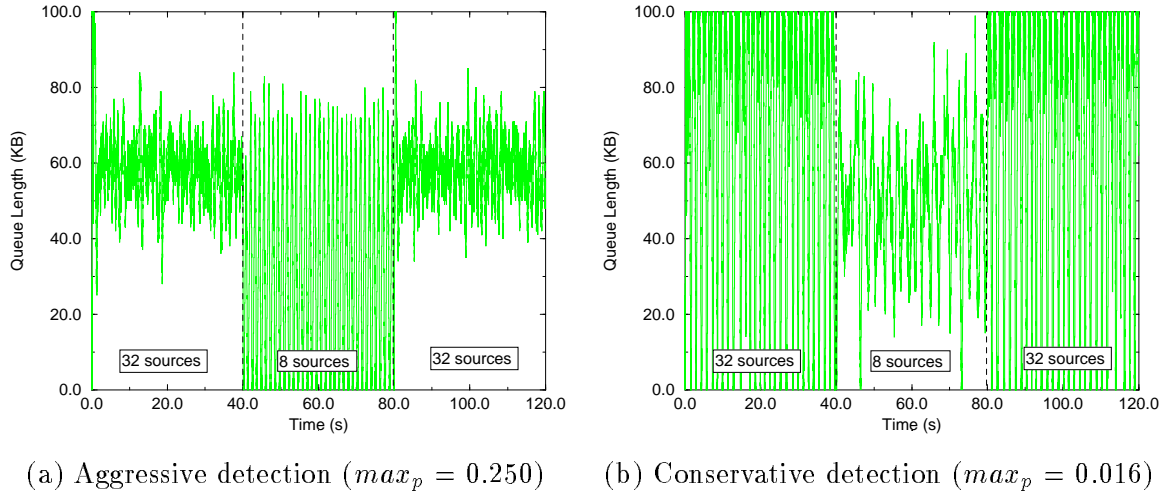 100.0
80.0
60.0
40.0
20.0
0.0
Queue Length (KB)
32 sources
8 sources
32 sources
0.0 20.0 40.0 60.0 80.0 100.0 120.0
Time (s)
(a) Aggressive detection (max_p = 0.250)
100.0
80.0
60.0
40.0
20.0
0.0
Queue Length (KB)
32 sources
8 sources
32 sources
0.0 20.0 40.0 60.0 80.0 100.0 120.0
Time (s)
(b) Conservative detection (max_p = 0.016)